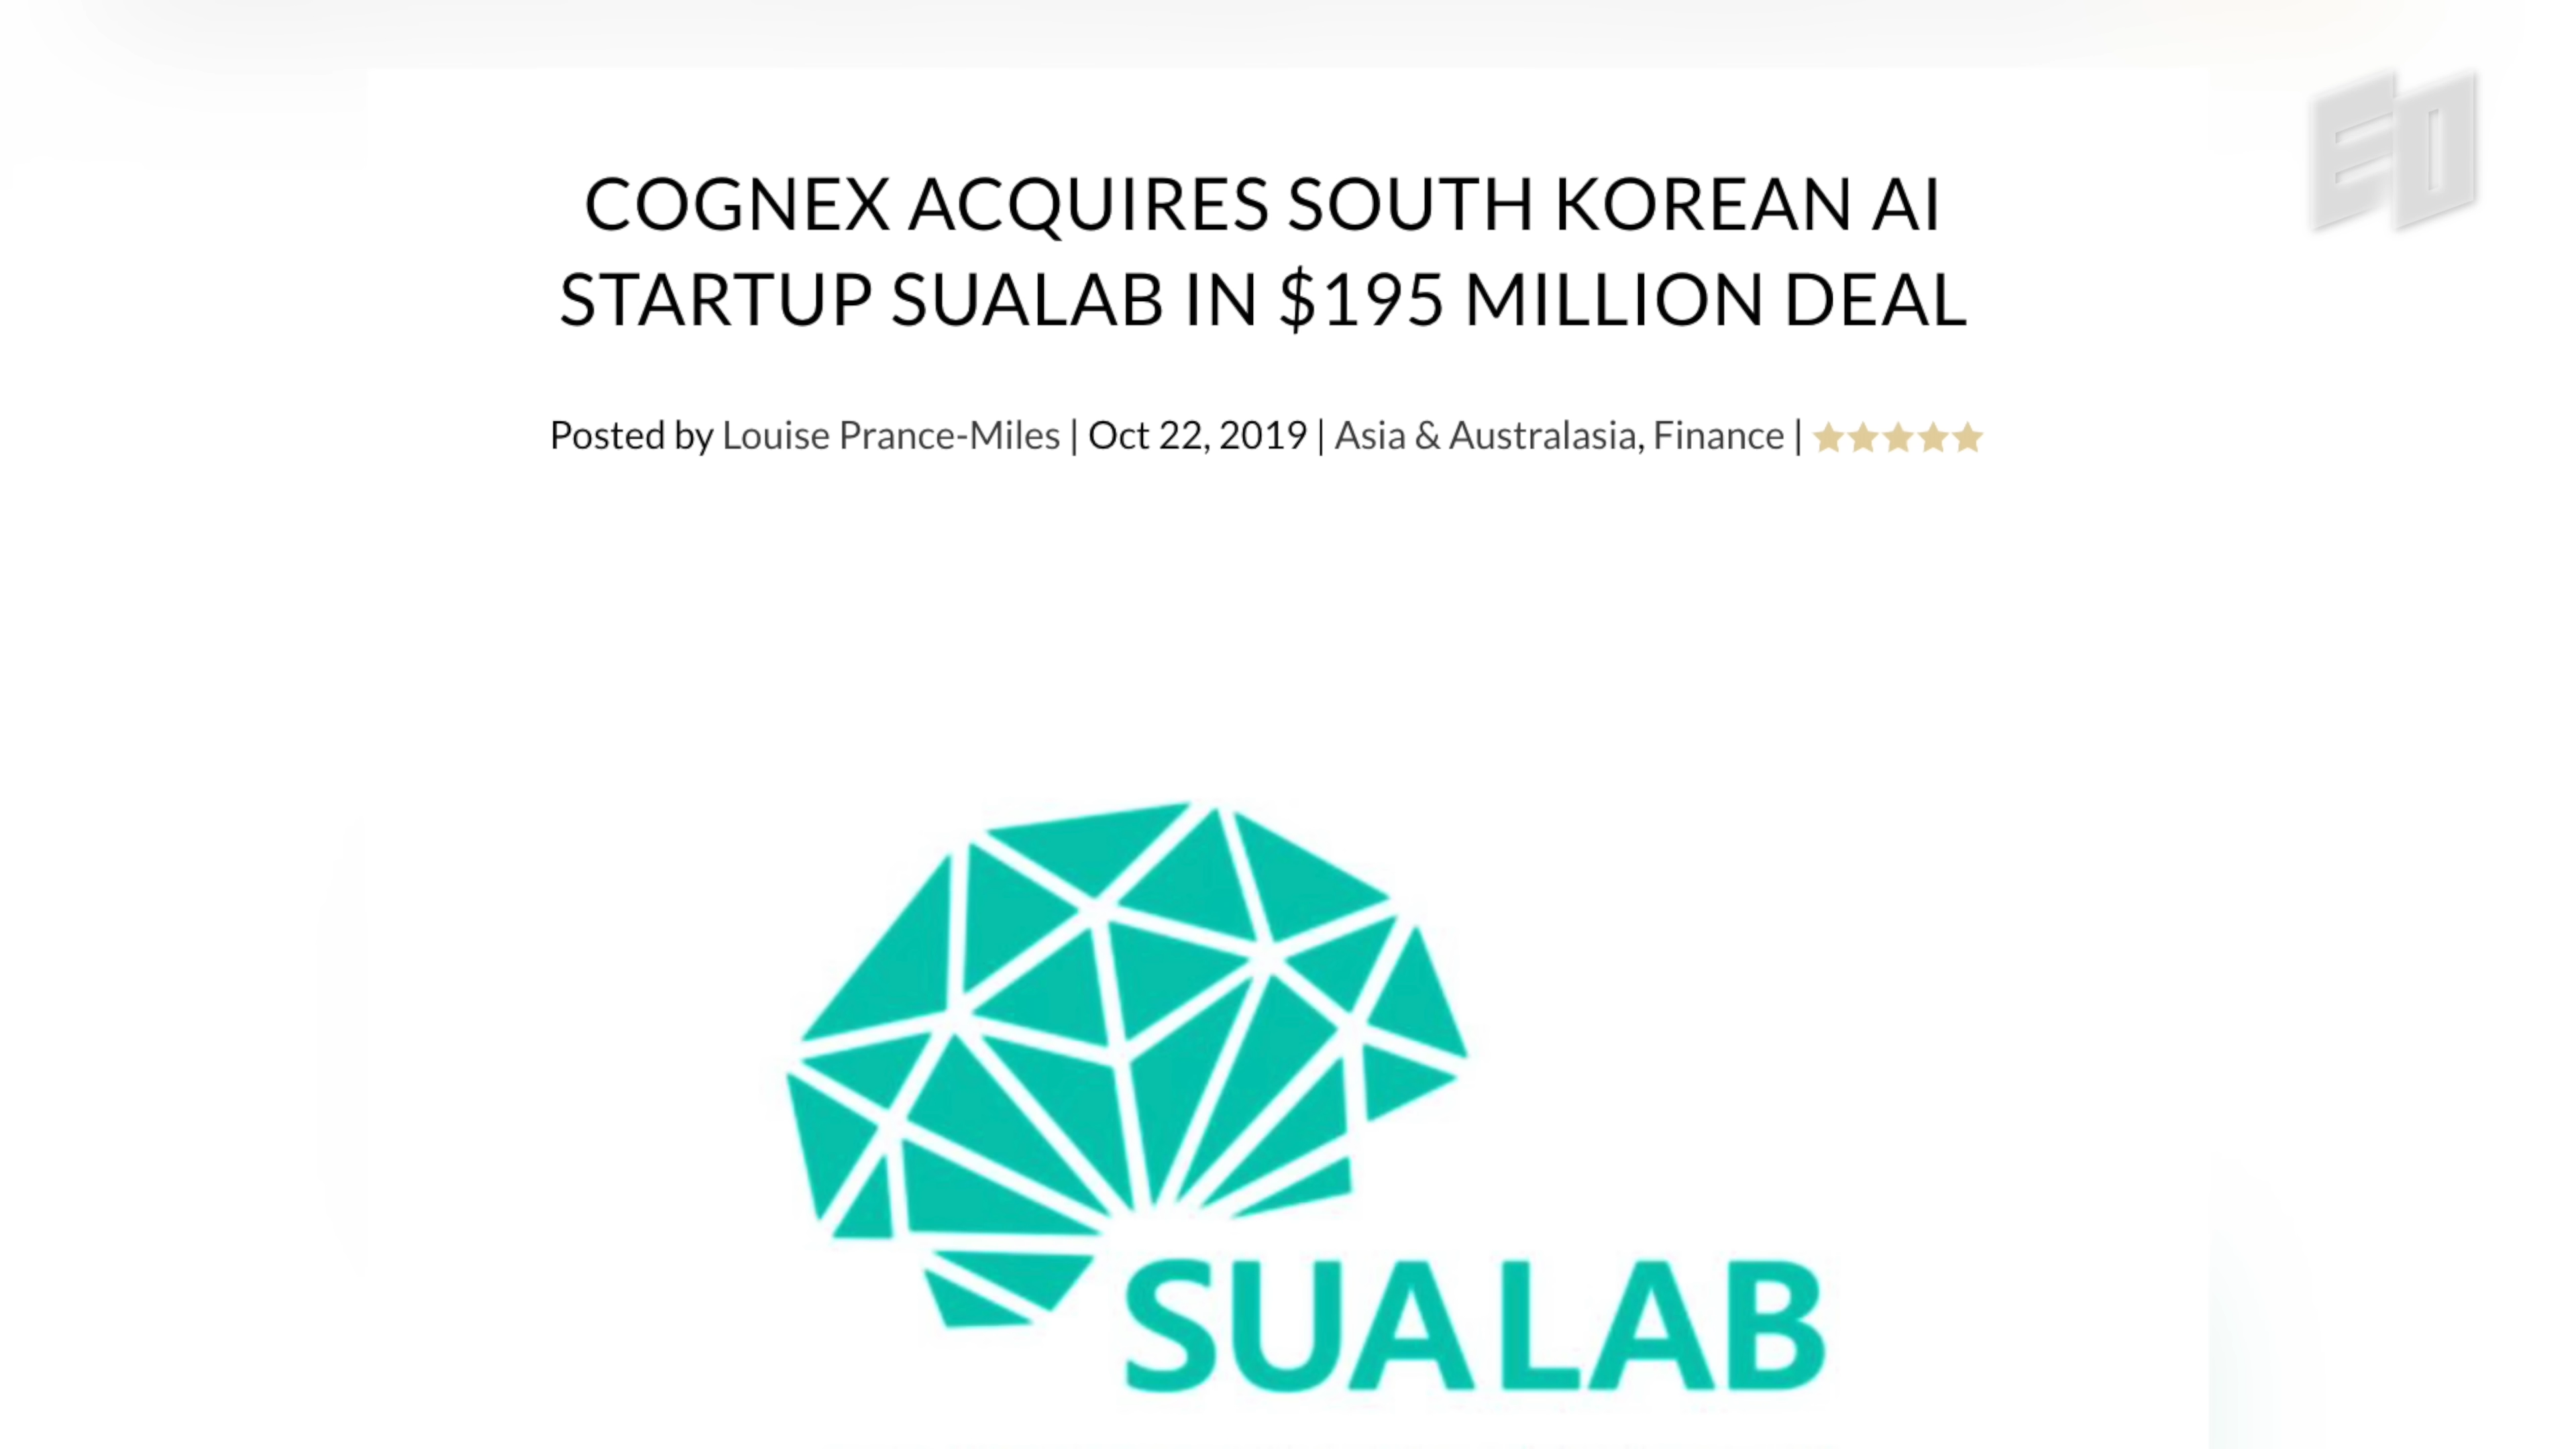 EO
COGNEX ACQUIRES SOUTH KOREAN AI
STARTUP SUALAB IN $195 MILLION DEAL
Posted by Louise Prance-Miles | Oct 22, 2019 | Asia & Australasia, Finance |
SUALAB